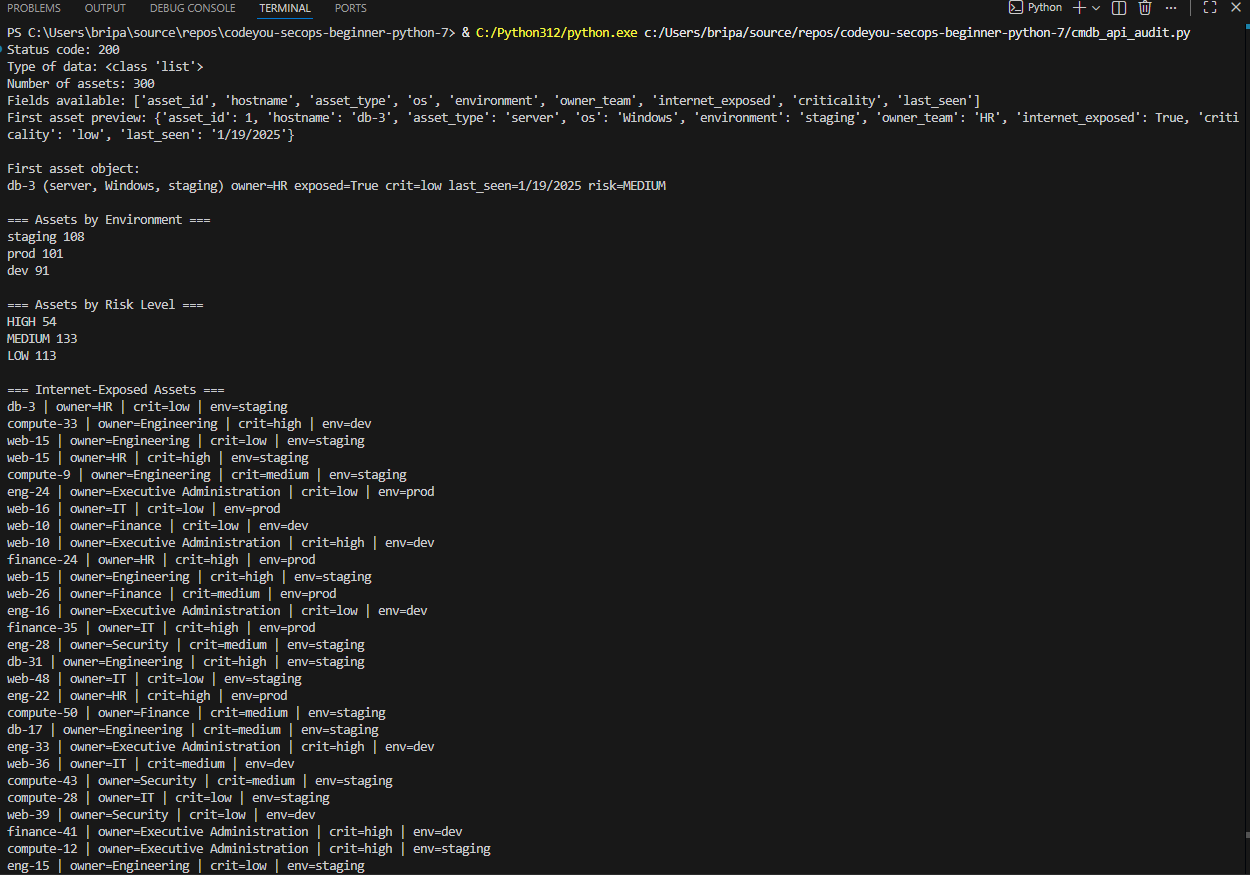 PROBLEMS OUTPUT DEBUG CONSOLE TERMINAL PORTS Python
PS C:\Users\bripa\source\repos\codeyou-secops-beginner-python-7> & C:/Python312/python.exe c:/Users/bripa/source/repos/codeyou-secops-beginner-python-7/cmdb_api_audit.py
Status code: 200
Type of data: <class 'list'>
Number of assets: 300
Fields available: ['asset_id', 'hostname', 'asset_type', 'os', 'environment', 'owner_team', 'internet_exposed', 'criticality', 'last_seen']
First asset preview: {'asset_id': 1, 'hostname': 'db-3', 'asset_type': 'server', 'os': 'Windows', 'environment': 'staging', 'owner_team': 'HR', 'internet_exposed': True, 'criti
cality': 'low', 'last_seen': '1/19/2025'}
First asset object:
db-3 (server, Windows, staging) owner=HR exposed=True crit=low last_seen=1/19/2025 risk=MEDIUM
=== Assets by Environment ===
staging 108
prod 101
dev 91
=== Assets by Risk Level ===
HIGH 54
MEDIUM 133
LOW 113
=== Internet-Exposed Assets ===
db-3 | owner=HR | crit=low | env=staging
compute-33 | owner=Engineering | crit=high | env=dev
web-15 | owner=Engineering | crit=low | env=staging
web-15 | owner=HR | crit=high | env=staging
compute-9 | owner=Engineering | crit=medium | env=staging
eng-24 | owner=Executive Administration | crit=low | env=prod
web-16 | owner=IT | crit=low | env=prod
web-10 | owner=Finance | crit=low | env=dev
web-10 | owner=Executive Administration | crit=high | env=dev
finance-24 | owner=HR | crit=high | env=prod
web-15 | owner=Engineering | crit=high | env=staging
web-26 | owner=Finance | crit=medium | env=prod
eng-16 | owner=Executive Administration | crit=low | env=dev
finance-35 | owner=IT | crit=high | env=prod
eng-28 | owner=Security | crit=medium | env=staging
db-31 | owner=Engineering | crit=high | env=staging
web-48 | owner=IT | crit=low | env=staging
eng-22 | owner=HR | crit=high | env=prod
compute-50 | owner=Finance | crit=medium | env=staging
db-17 | owner=Engineering | crit=medium | env=staging
eng-33 | owner=Executive Administration | crit=high | env=dev
web-36 | owner=IT | crit=medium | env=dev
compute-43 | owner=Security | crit=medium | env=staging
compute-28 | owner=IT | crit=low | env=staging
web-39 | owner=Security | crit=low | env=dev
finance-41 | owner=Executive Administration | crit=high | env=dev
compute-12 | owner=Executive Administration | crit=high | env=staging
eng-15 | owner=Engineering | crit=low | env=staging